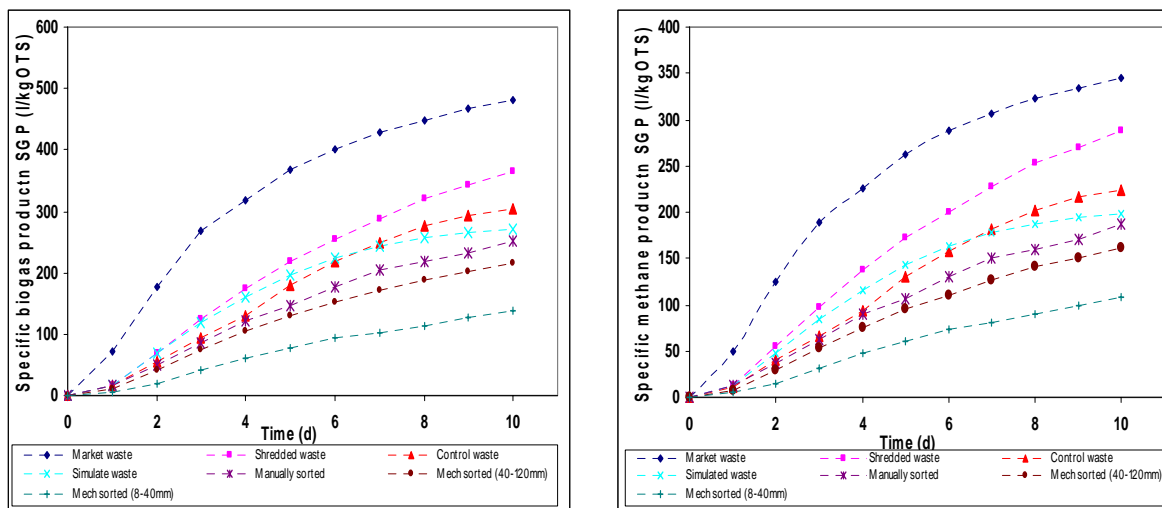 Specific biogas productn SGP (l/kgOTS)
600
500
400
300
200
100
0
0 2 4 6 8 10
Time (d)
Market waste Shredded waste Control waste
Simulate waste Manually sorted Mech sorted (40-120mm)
Mech sorted (8-40mm)
Specific methane productn SGP (l/kgOTS)
400
350
300
250
200
150
100
50
0
0 2 4 6 8 10
Time (d)
Market waste Shredded waste Control waste
Simulated waste Manually sorted Mech sorted (40-120mm)
Mech sorted (8-40mm)